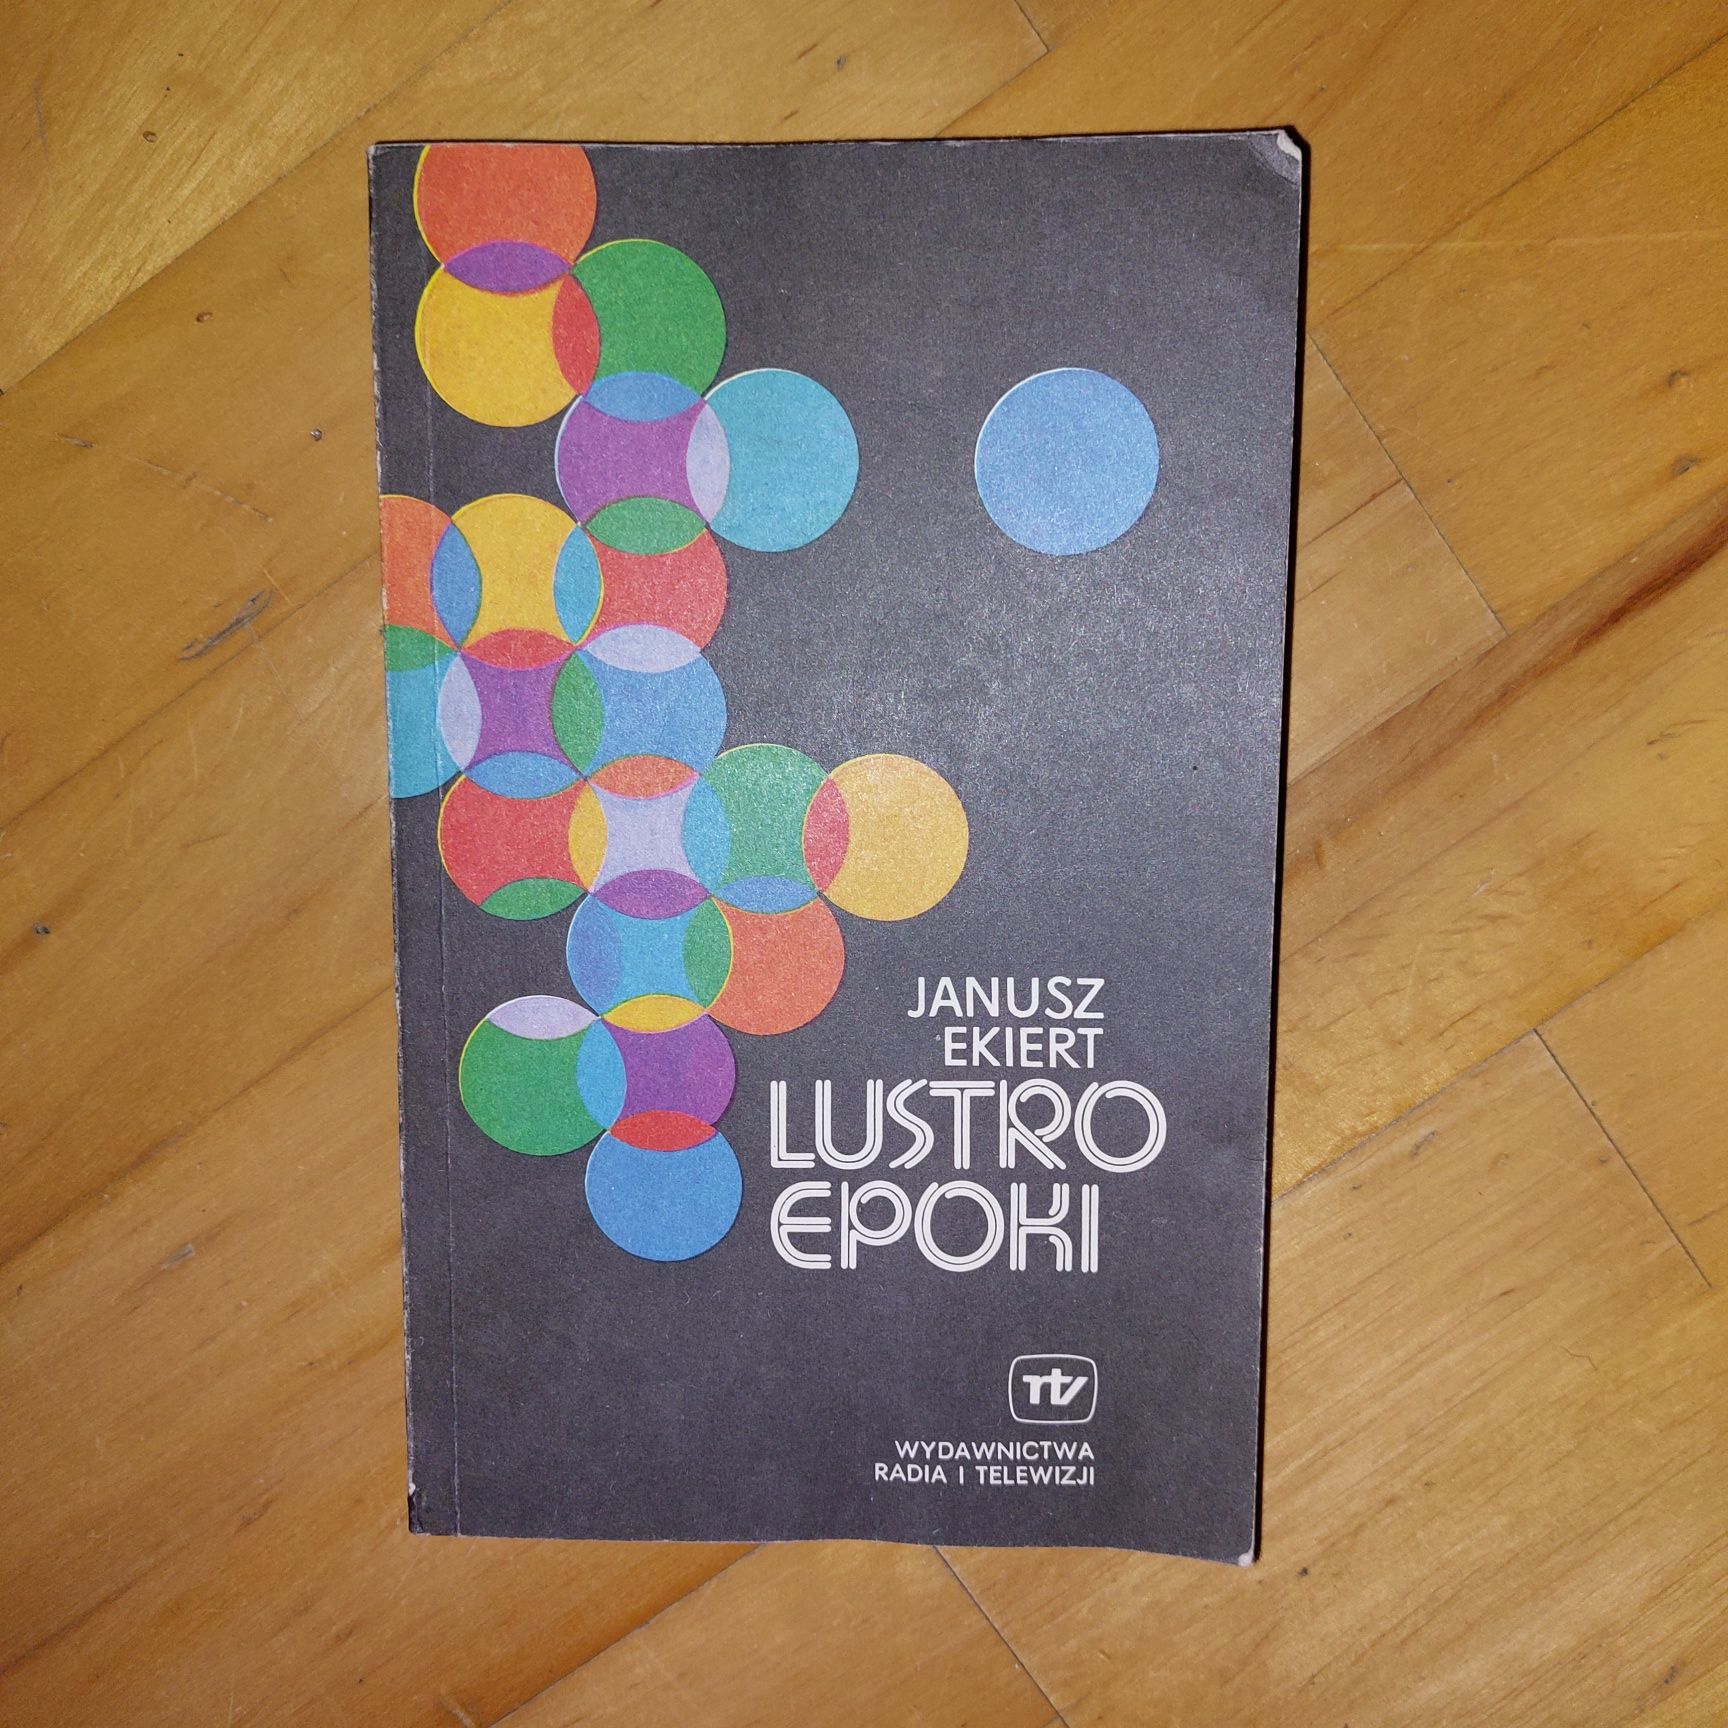 JANUSZ
EKIERT
LUSTRO
EPOKI
rtv
WYDAWNICTWA
RADIA I TELEWIZJI